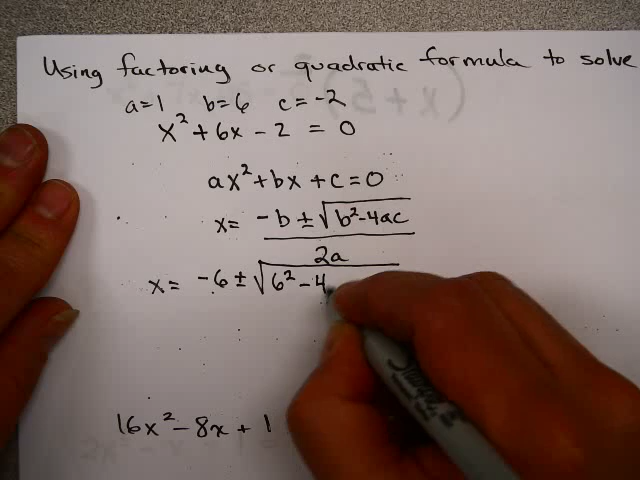 Using factoring or quadratic formula to solve
a=1 b=6 c=-2
x² + 6x - 2 = 0
ax² + bx + c = 0
x = -b ± √b²-4ac
2a
x = -6 ± √6² - 4
16x² - 8x + 1